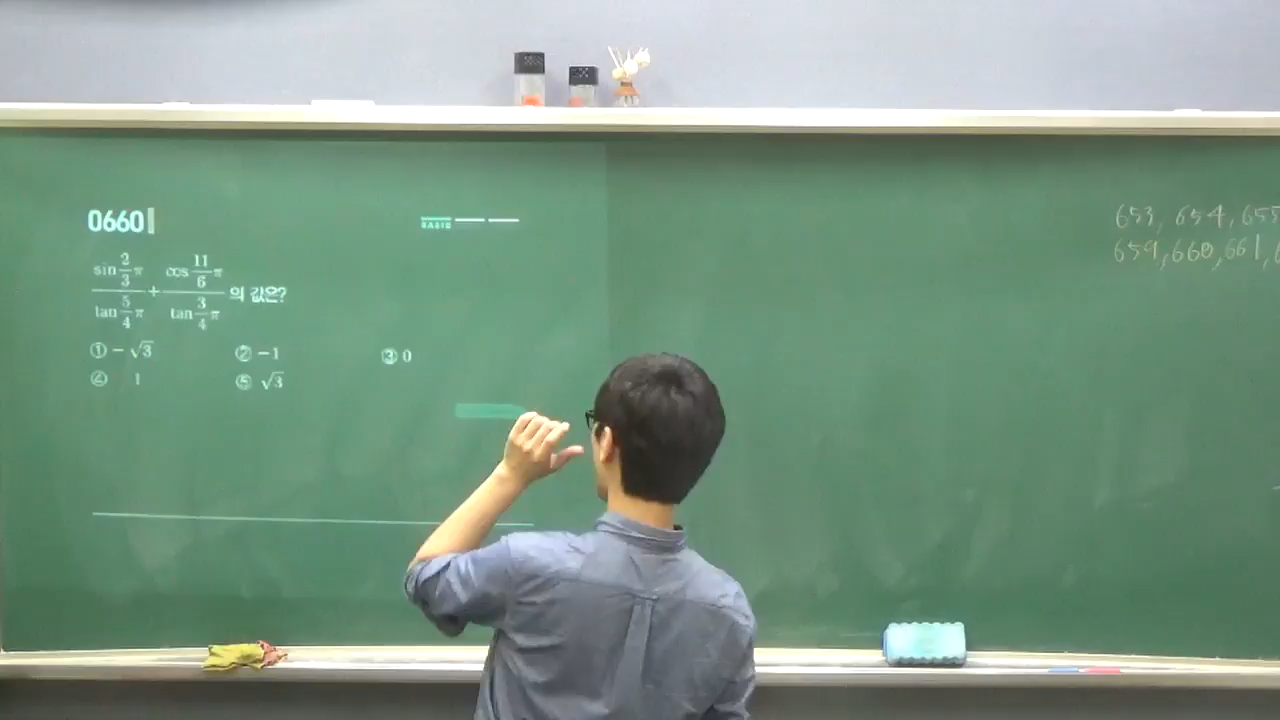 0660
BASIC
sin 2/3 π / tan 5/4 π + cos 11/6 π / tan 3/4 π 의 값은?
① -√3 ② -1 ③ 0
④ 1 ⑤ √3
653, 654, 655
659, 660, 661,